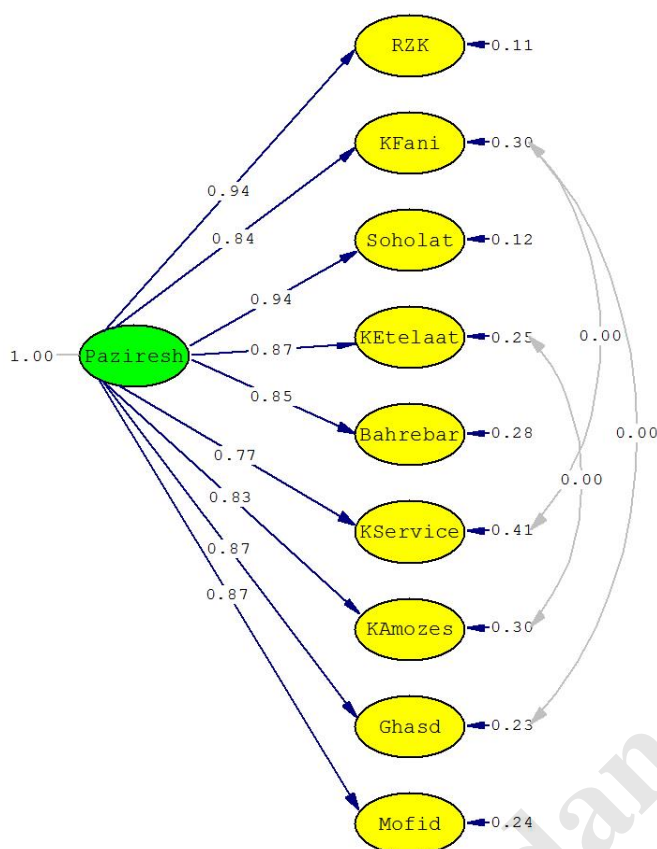 RZK 0.11
KFani 0.30
0.94
0.84
Soholat 0.12
0.94
KEtelaat 0.25
0.00
1.00 Paziresh
0.87
0.85
Bahrebar 0.28
0.00
0.77
0.00
0.83
KService 0.41
0.87
0.87
KAmozes 0.30
Ghasd 0.23
Mofid 0.24
dan